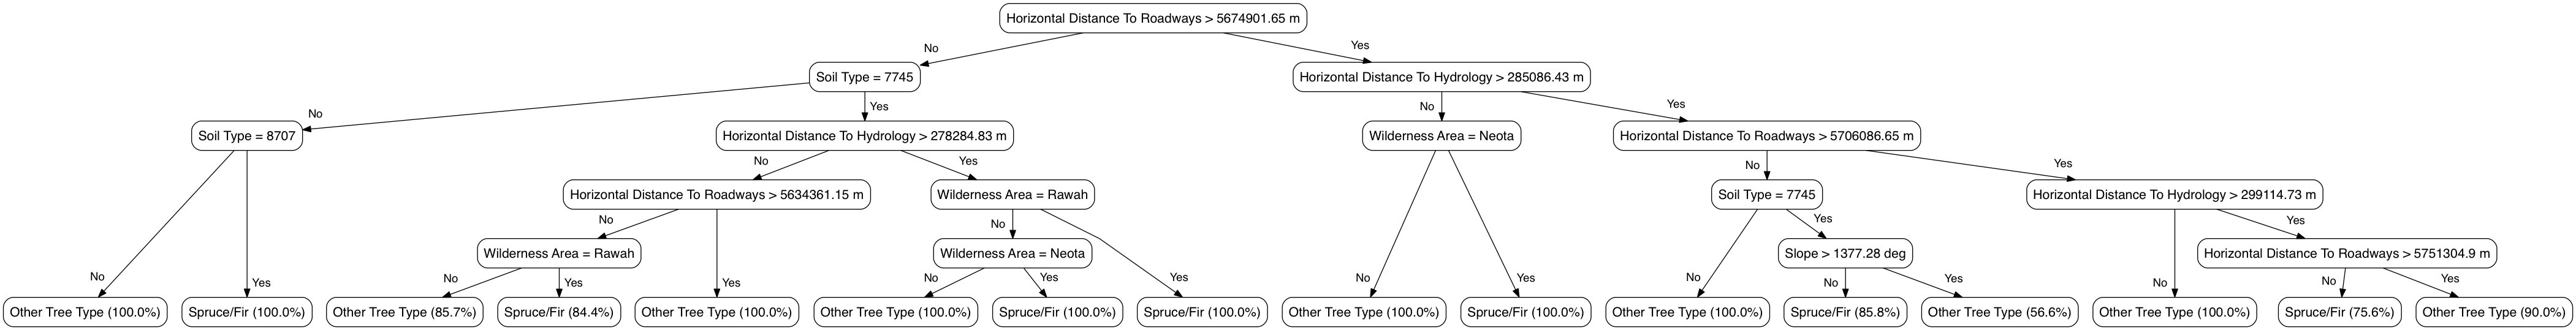 Horizontal Distance To Roadways > 5674901.65 m
No
Yes
Soil Type = 7745
Horizontal Distance To Hydrology > 285086.43 m
No
Yes
No
Yes
Soil Type = 8707
Horizontal Distance To Hydrology > 278284.83 m
Wilderness Area = Neota
Horizontal Distance To Roadways > 5706086.65 m
No
Yes
No
Yes
Horizontal Distance To Roadways > 5634361.15 m
Wilderness Area = Rawah
Soil Type = 7745
Horizontal Distance To Hydrology > 299114.73 m
No
No
Yes
Yes
Wilderness Area = Rawah
Wilderness Area = Neota
Slope > 1377.28 deg
Horizontal Distance To Roadways > 5751304.9 m
No
Yes
No
Yes
Yes
No
Yes
Yes
No
Yes
No
No
Yes
No
No
Yes
Other Tree Type (100.0%)
Spruce/Fir (100.0%)
Other Tree Type (85.7%)
Spruce/Fir (84.4%)
Other Tree Type (100.0%)
Other Tree Type (100.0%)
Spruce/Fir (100.0%)
Spruce/Fir (100.0%)
Other Tree Type (100.0%)
Spruce/Fir (100.0%)
Other Tree Type (100.0%)
Spruce/Fir (85.8%)
Other Tree Type (56.6%)
Other Tree Type (100.0%)
Spruce/Fir (75.6%)
Other Tree Type (90.0%)